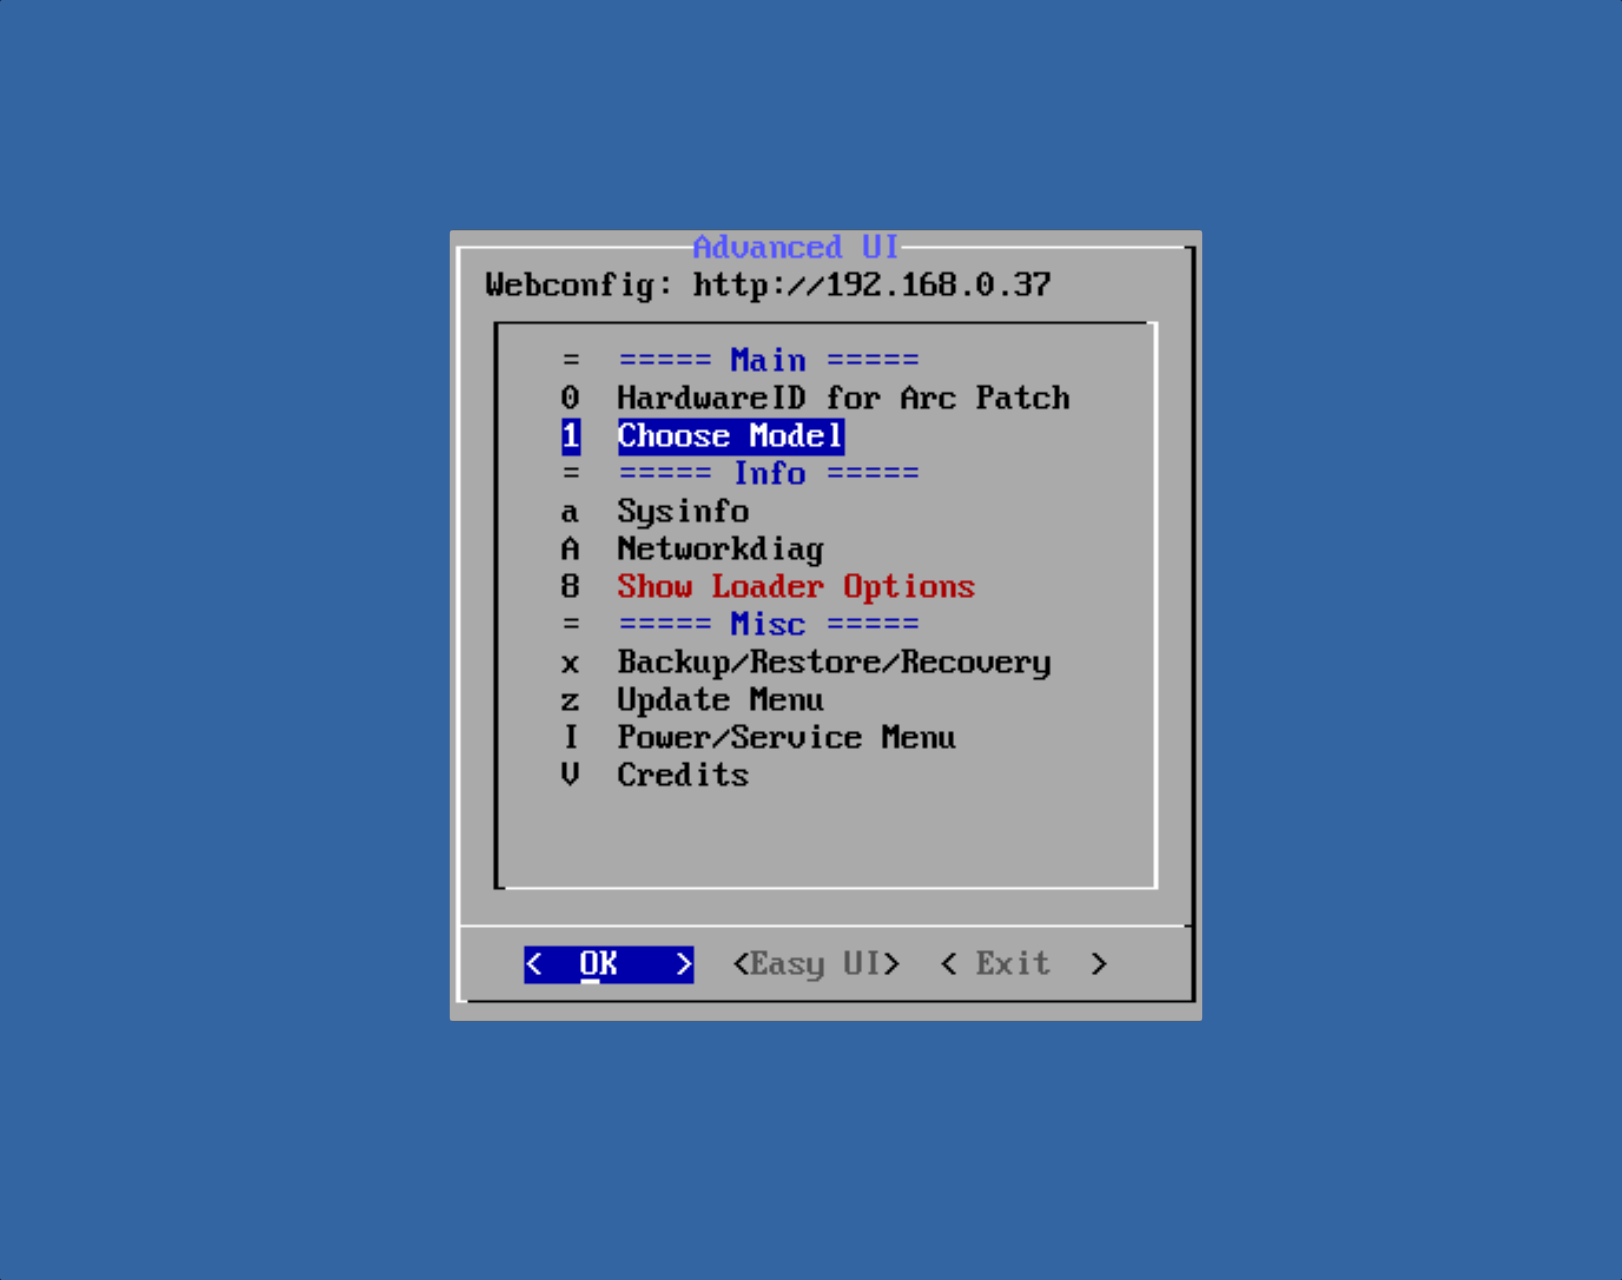 Advanced UI
Webconfig: http://192.168.0.37
= ===== Main =====
0 HardwareID for Arc Patch
1 Choose Model
= ===== Info =====
a Sysinfo
A Networkdiag
8 Show Loader Options
= ===== Misc =====
x Backup/Restore/Recovery
z Update Menu
I Power/Service Menu
V Credits
< OK > <Easy UI> < Exit >